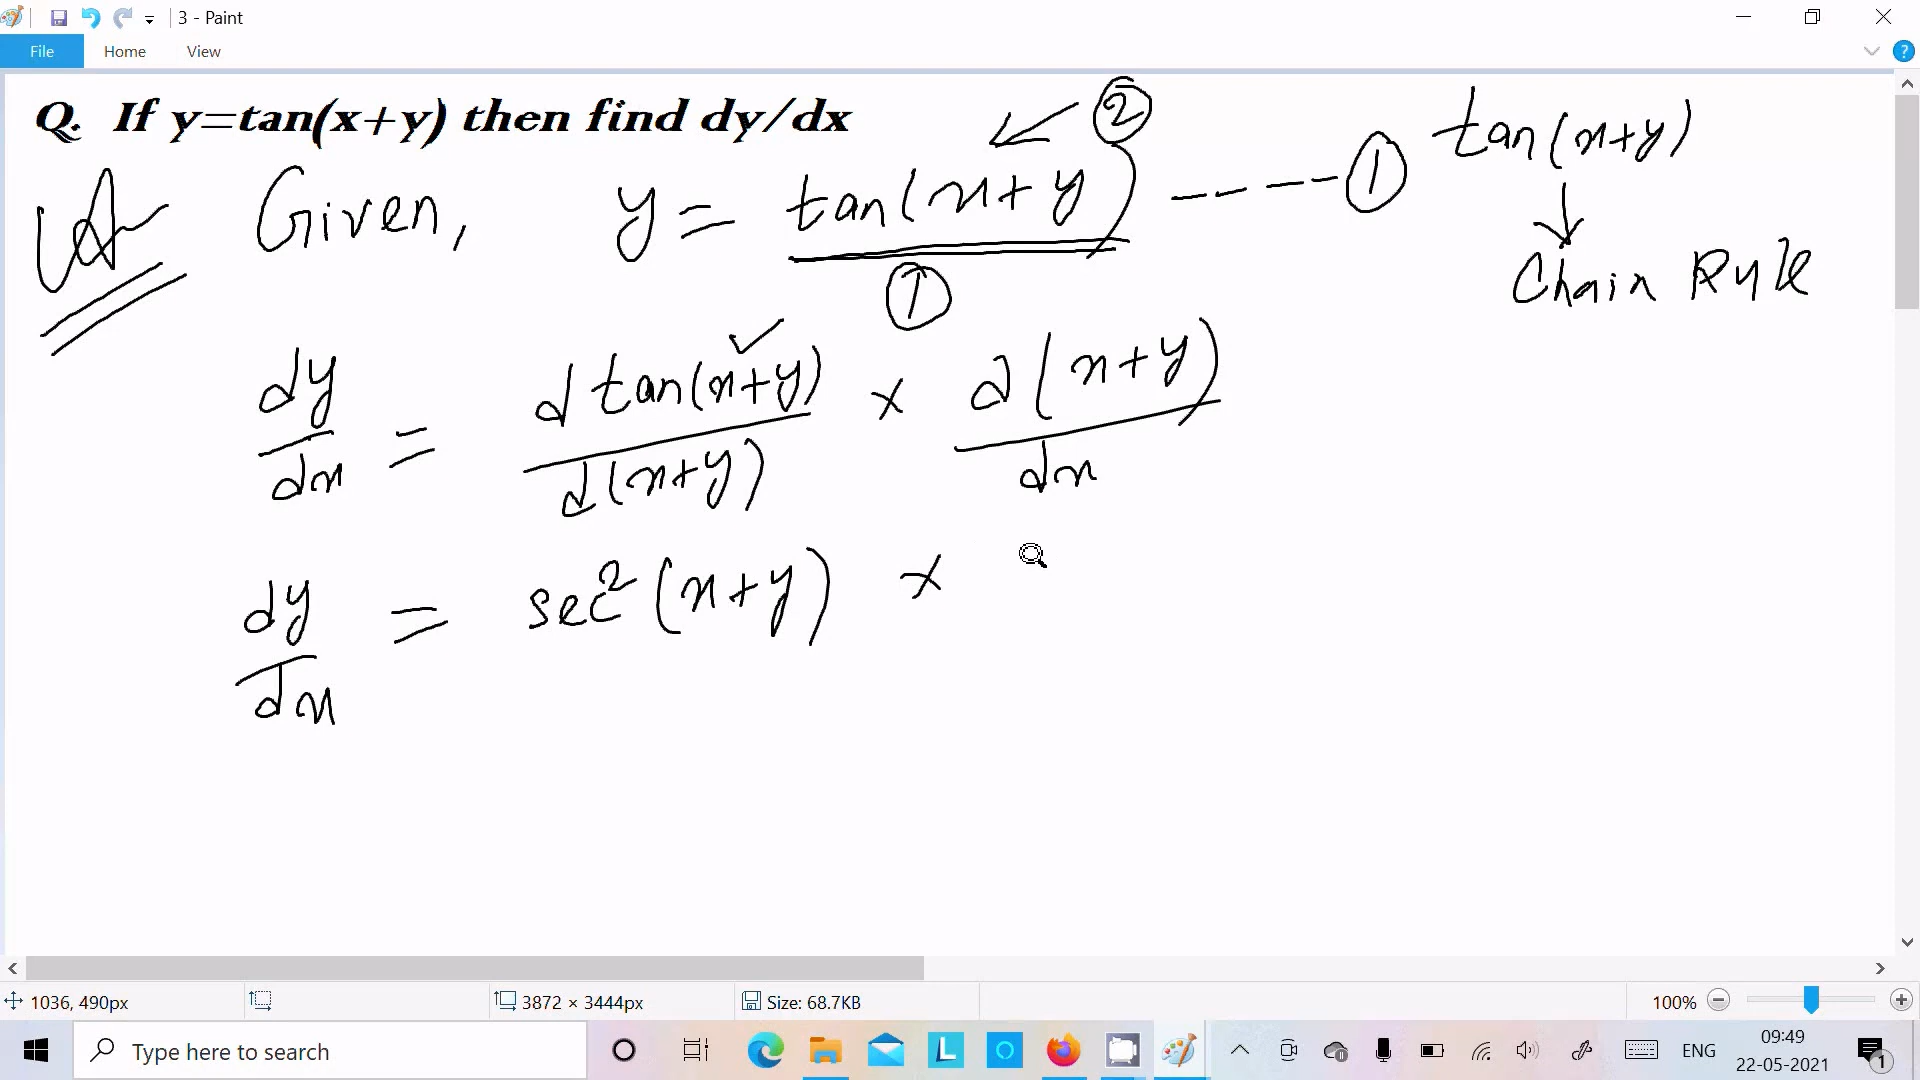 3 - Paint
File Home View
Q. If y=tan(x+y) then find dy/dx
Given, y = tan(x+y) ---- ① ②
①
tan(x+y)
↓
Chain Rule
dy/dx = d tan(x+y)/d(x+y) × d(x+y)/dx
dy/dx = sec²(x+y) ×
1036, 490px 3872 × 3444px Size: 68.7KB 100%
Type here to search
L
ENG
09:49
22-05-2021
1